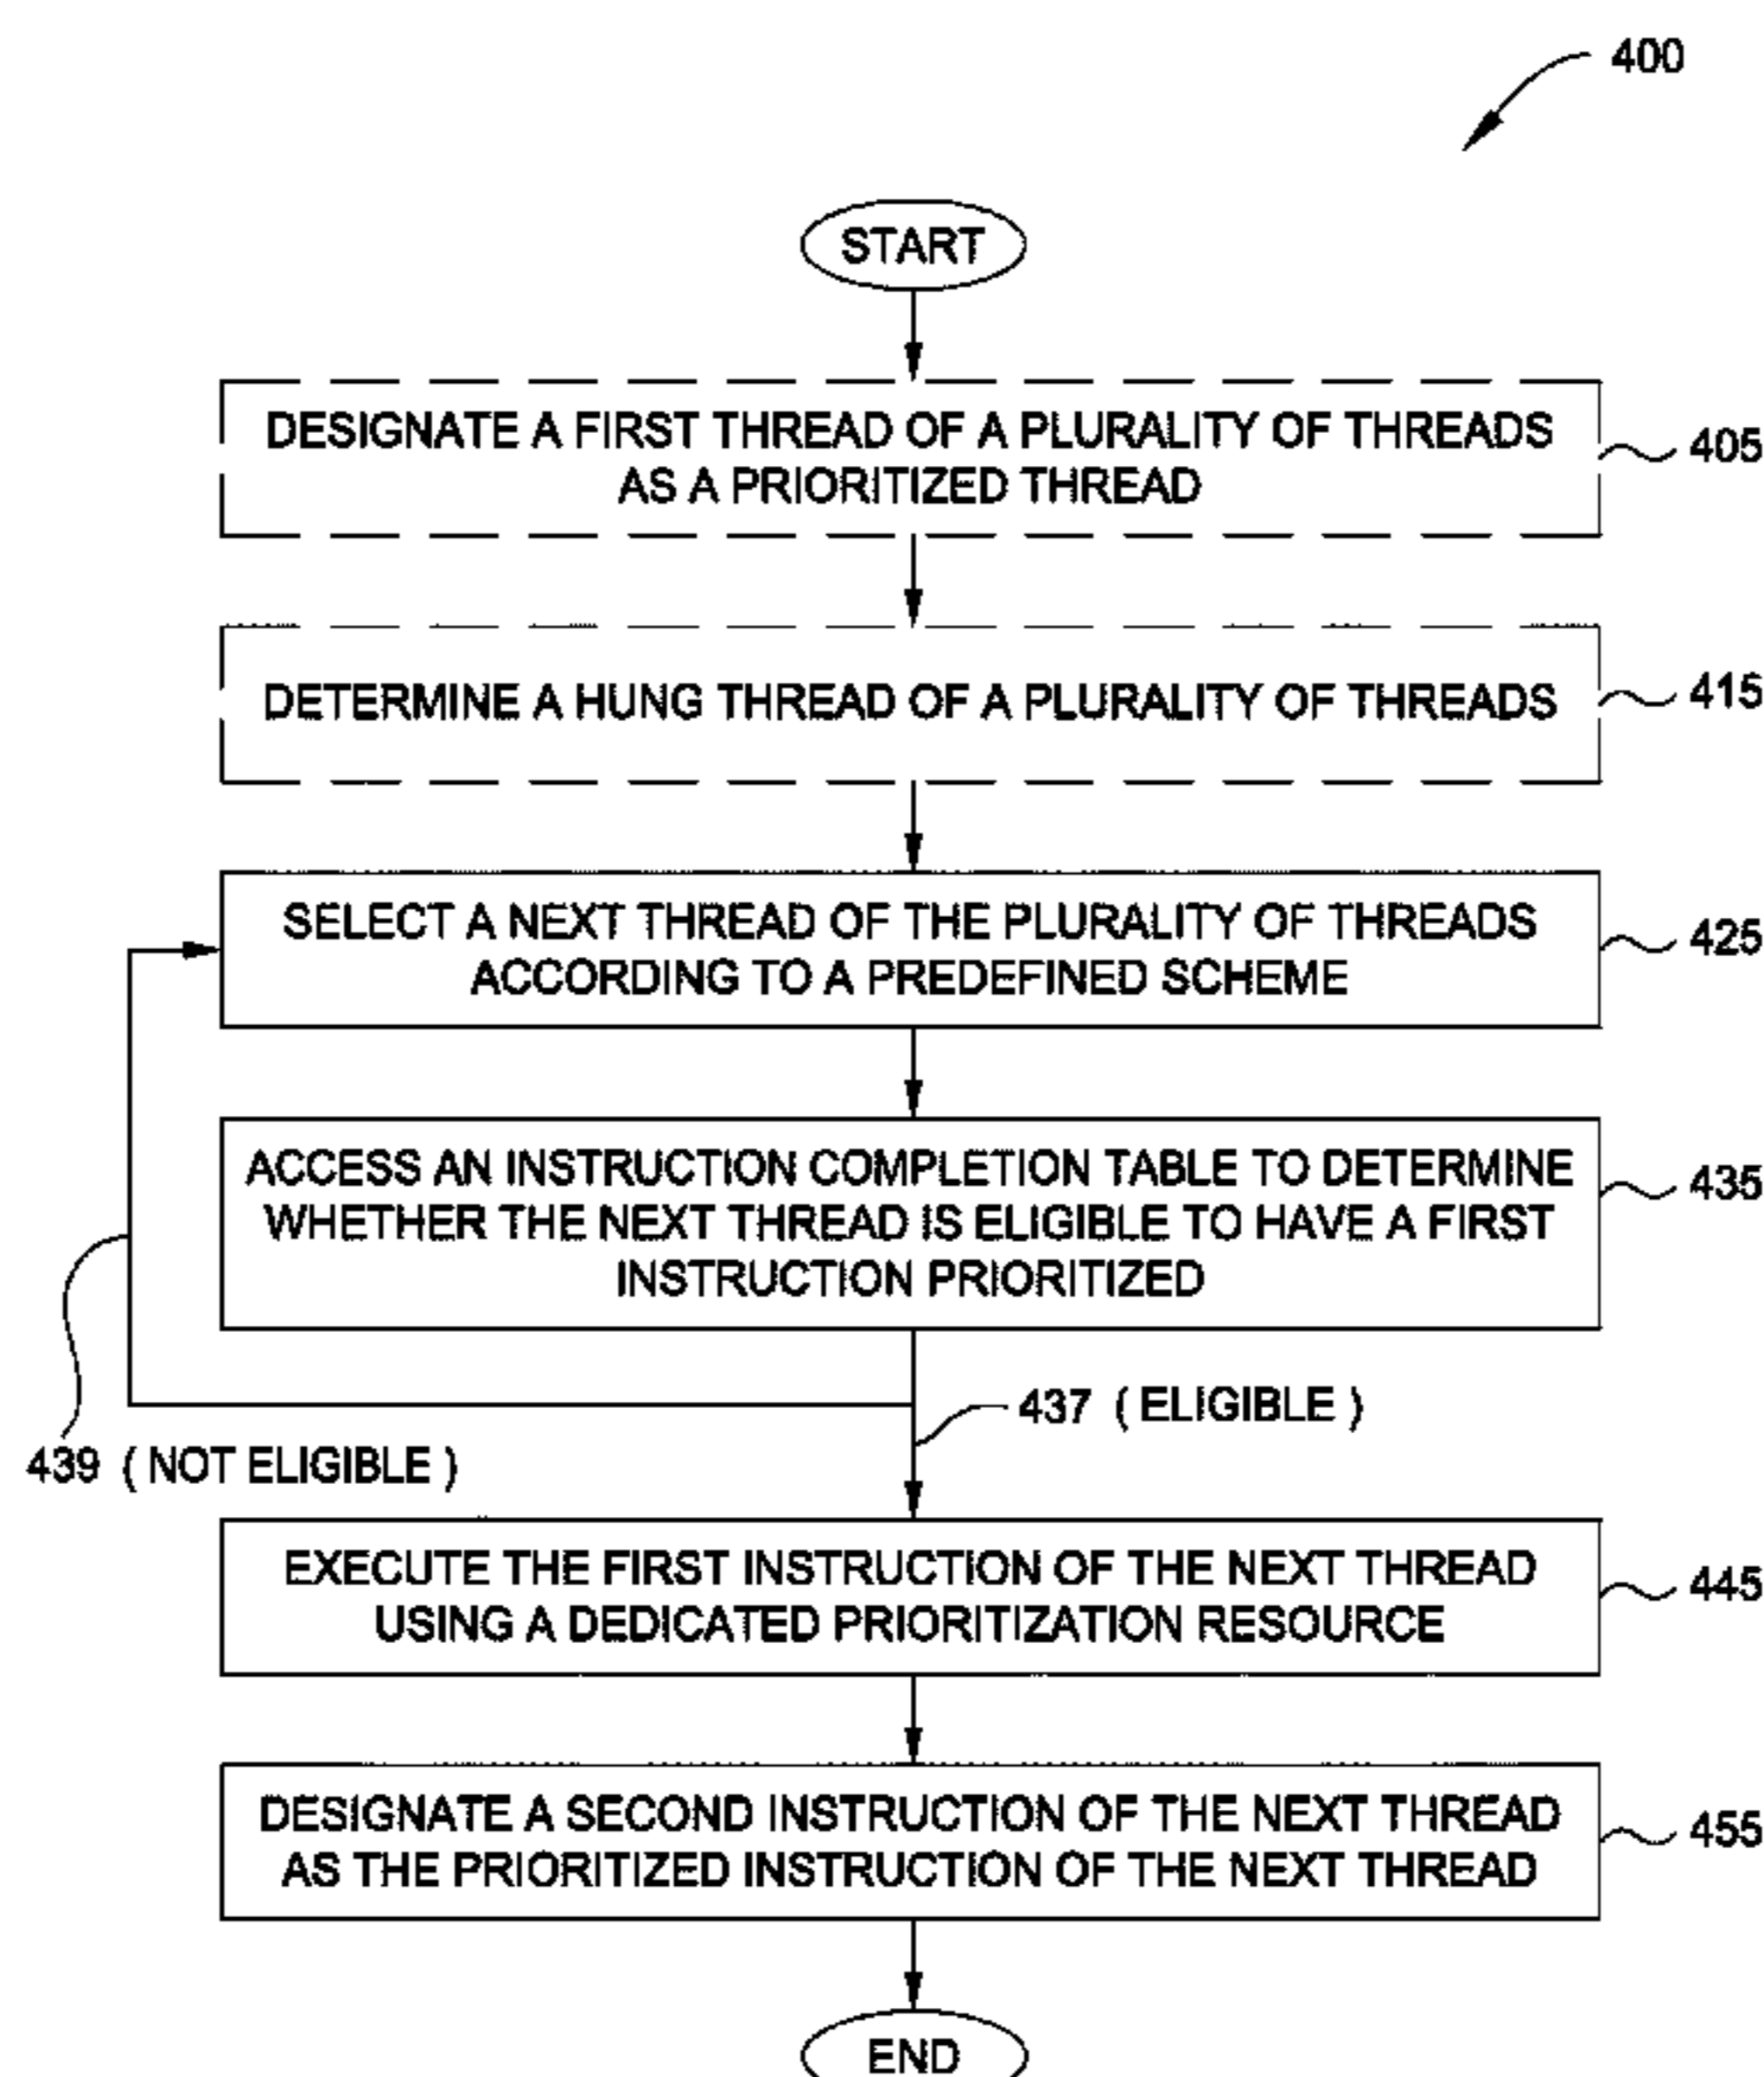 400
START
DESIGNATE A FIRST THREAD OF A PLURALITY OF THREADS
AS A PRIORITIZED THREAD
405
DETERMINE A HUNG THREAD OF A PLURALITY OF THREADS
415
SELECT A NEXT THREAD OF THE PLURALITY OF THREADS
ACCORDING TO A PREDEFINED SCHEME
425
ACCESS AN INSTRUCTION COMPLETION TABLE TO DETERMINE
WHETHER THE NEXT THREAD IS ELIGIBLE TO HAVE A FIRST
INSTRUCTION PRIORITIZED
435
437 ( ELIGIBLE )
439 ( NOT ELIGIBLE )
EXECUTE THE FIRST INSTRUCTION OF THE NEXT THREAD
USING A DEDICATED PRIORITIZATION RESOURCE
445
DESIGNATE A SECOND INSTRUCTION OF THE NEXT THREAD
AS THE PRIORITIZED INSTRUCTION OF THE NEXT THREAD
455
END